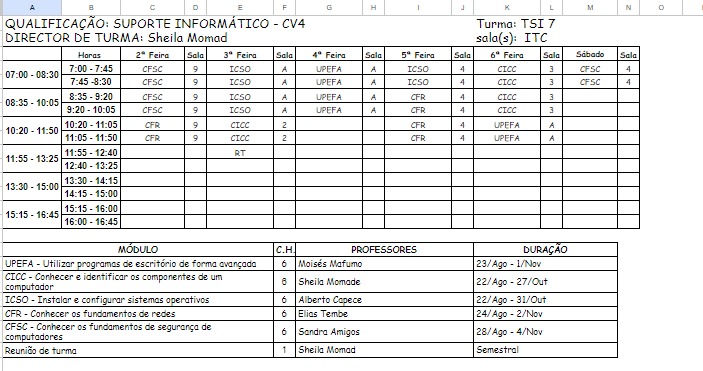 A B C D E F G H I J K L M N O
QUALIFICAÇÃO: SUPORTE INFORMÁTICO - CV4 Turma: TSI 7
DIRECTOR DE TURMA: Sheila Momad sala(s): ITC
Horas 2ª Feira Sala 3ª Feira Sala 4ª Feira Sala 5ª Feira Sala 6ª Feira Sala Sábado Sala
07:00 - 08:30 7:00 - 7:45 CFSC 9 ICSO A UPEFA A ICSO 4 CICC 3 CFSC 4
7:45 -8:30 CFSC 9 ICSO A UPEFA A ICSO 4 CICC 3 CFSC 4
08:35 - 10:05 8:35 - 9:20 CFSC 9 ICSO A UPEFA A CFR 4 CICC 3
9:20 - 10:05 CFSC 9 ICSO A UPEFA A CFR 4 CICC 3
10:20 - 11:50 10:20 - 11:05 CFR 9 CICC 2 CFR 4 UPEFA A
11:05 - 11:50 CFR 9 CICC 2 CFR 4 UPEFA A
11:55 - 13:25 11:55 - 12:40 RT
12:40 - 13:25
13:30 - 15:00 13:30 - 14:15
14:15 - 15:00
15:15 - 16:45 15:15 - 16:00
16:00 - 16:45
MÓDULO C.H. PROFESSORES DURAÇÃO
UPEFA - Utilizar programas de escritório de forma avançada 6 Moisés Mafumo 23/Ago - 1/Nov
CICC - Conhecer e identificar os componentes de um
computador 6 Sheila Momade 22/Ago - 27/Out
ICSO - Instalar e configurar sistemas operativos 6 Alberto Capece 22/Ago - 31/Out
CFR - Conhecer os fundamentos de redes 6 Elias Tembe 24/Ago - 2/Nov
CFSC - Conhecer os fundamentos de segurança de
computadores 6 Sandra Amigos 28/Ago - 4/Nov
Reunião de turma 1 Sheila Momad Semestral